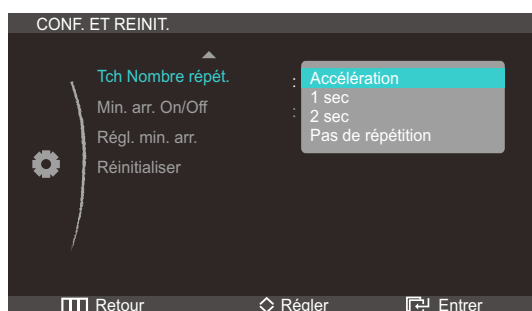 CONF. ET REINIT.
Tch Nombre répét. : Accélération
1 sec
Min. arr. On/Off : 2 sec
Régl. min. arr. Pas de répétition
Réinitialiser
Retour Régler Entrer